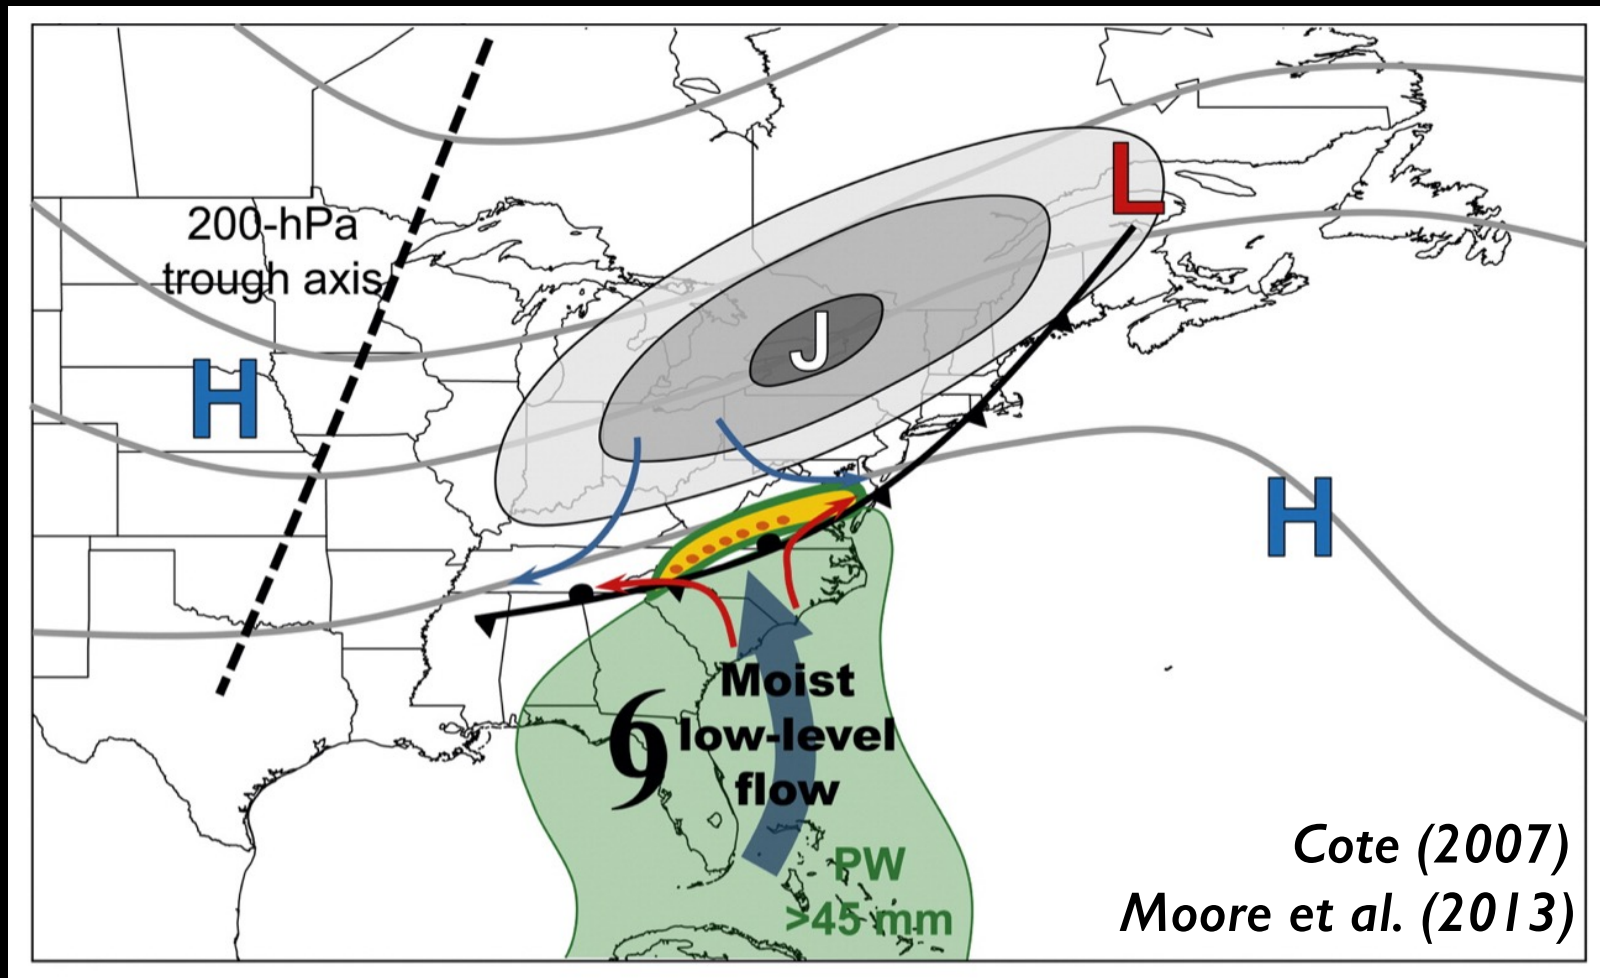 L
200-hPa
trough axis
J
H
H
Moist
low-level
flow
PW
>45 mm
Cote (2007)
Moore et al. (2013)